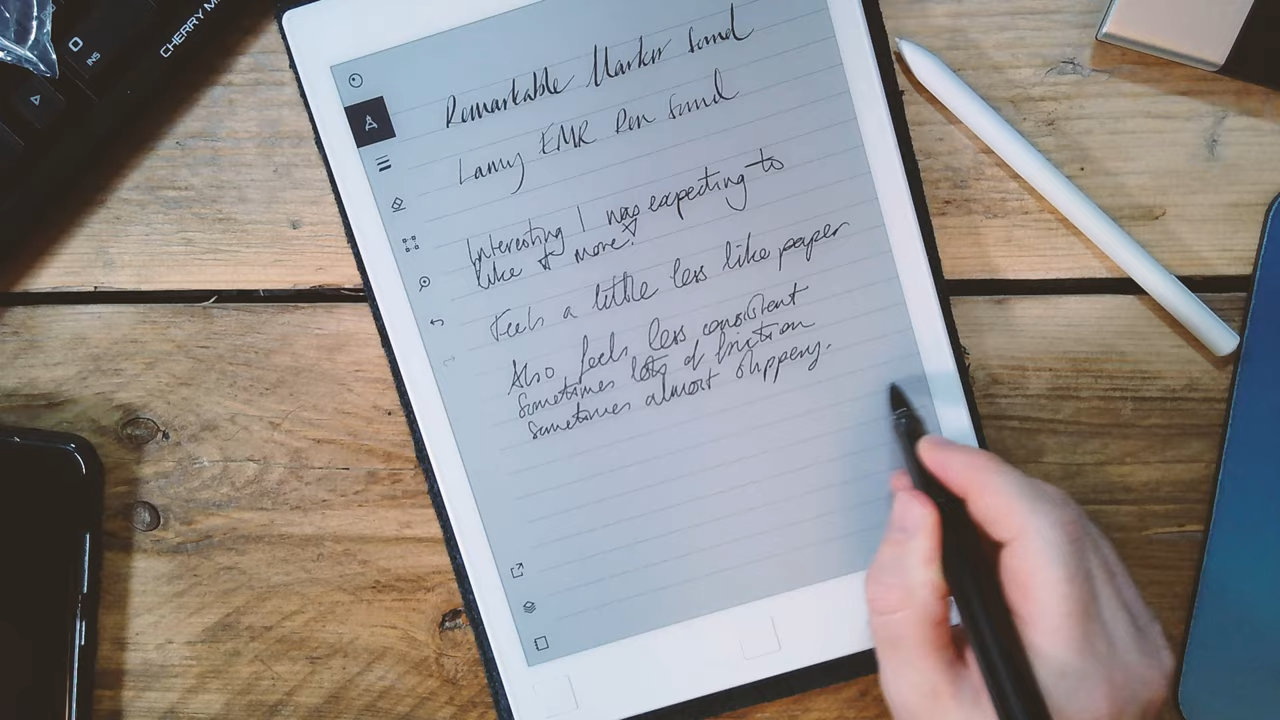 INS
CHERRY
Remarkable Marker Sound
Lamy EMR Pen Sound
Interesting I was expecting to
like it more!
Feels a little less like paper
Also feels less consistent
sometimes lots of friction
sometimes almost slippery.